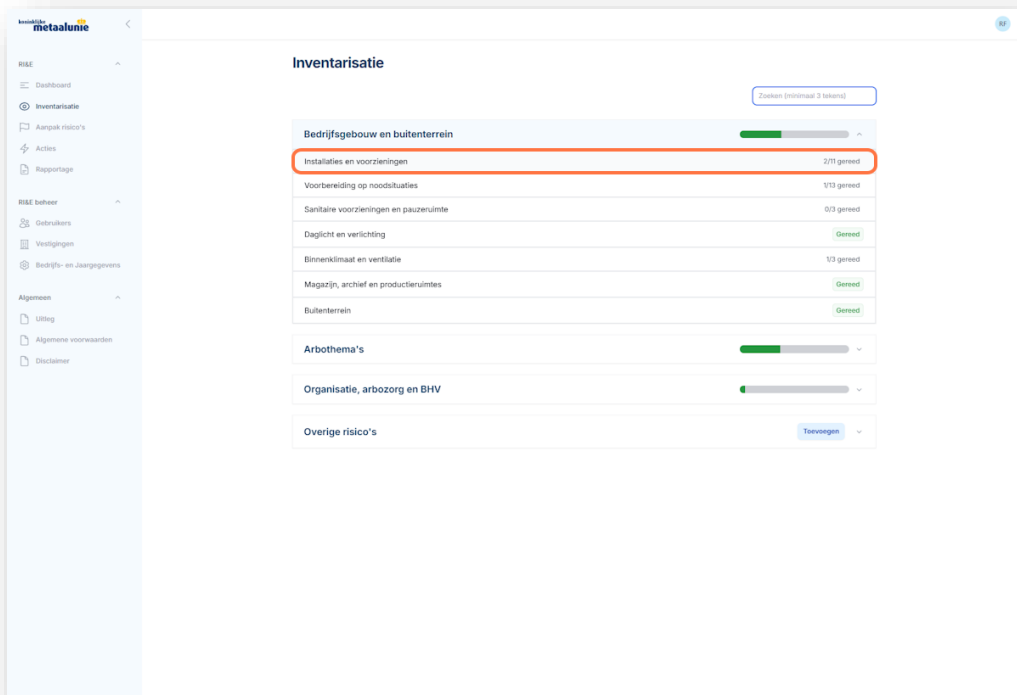 koninklijke
metaalunie
RF
RI&E
Dashboard
Inventarisatie
Aanpak risico's
Acties
Rapportage
RI&E beheer
Gebruikers
Vestigingen
Bedrijfs- en Jaargegevens
Algemeen
Uitleg
Algemene voorwaarden
Disclaimer
Inventarisatie
Zoeken (minimaal 3 tekens)
Bedrijfsgebouw en buitenterrein
Installaties en voorzieningen 2/11 gereed
Voorbereiding op noodsituaties 1/13 gereed
Sanitaire voorzieningen en pauzeruimte 0/3 gereed
Daglicht en verlichting Gereed
Binnenklimaat en ventilatie 1/3 gereed
Magazijn, archief en productieruimtes Gereed
Buitenterrein Gereed
Arbothema's
Organisatie, arbozorg en BHV
Overige risico's Toevoegen